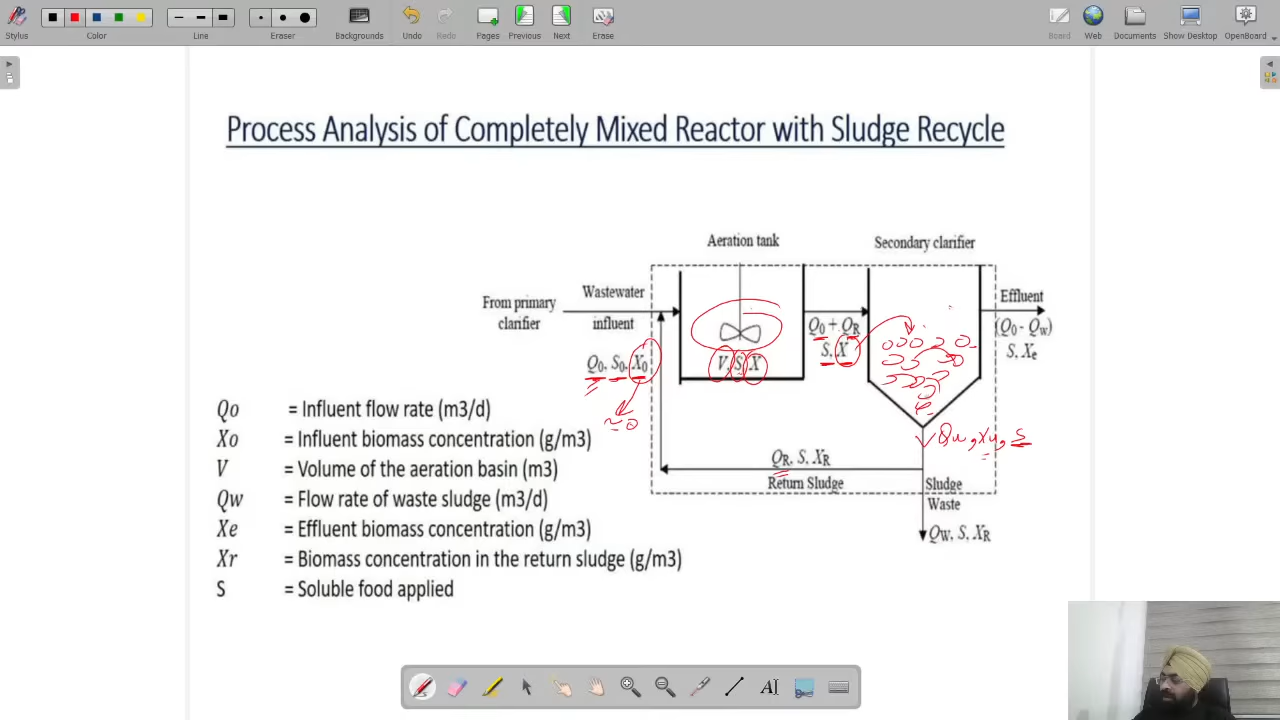 Stylus
Color
Line
Eraser
Backgrounds
Undo
Redo
Pages
Previous
Next
Erase
Board
Web
Documents
Show Desktop
OpenBoard
Process Analysis of Completely Mixed Reactor with Sludge Recycle
Aeration tank
Secondary clarifier
From primary
clarifier
Wastewater
influent
Effluent
Q0 + QR
(Q0 - Qw)
S, X
S, Xe
Q0, S0, X0
V, S, X
≈ 0
Qu, Xu, S
QR, S, XR
Return Sludge
Sludge
Waste
QW, S, XR
Qo = Influent flow rate (m3/d)
Xo = Influent biomass concentration (g/m3)
V = Volume of the aeration basin (m3)
Qw = Flow rate of waste sludge (m3/d)
Xe = Effluent biomass concentration (g/m3)
Xr = Biomass concentration in the return sludge (g/m3)
S = Soluble food applied